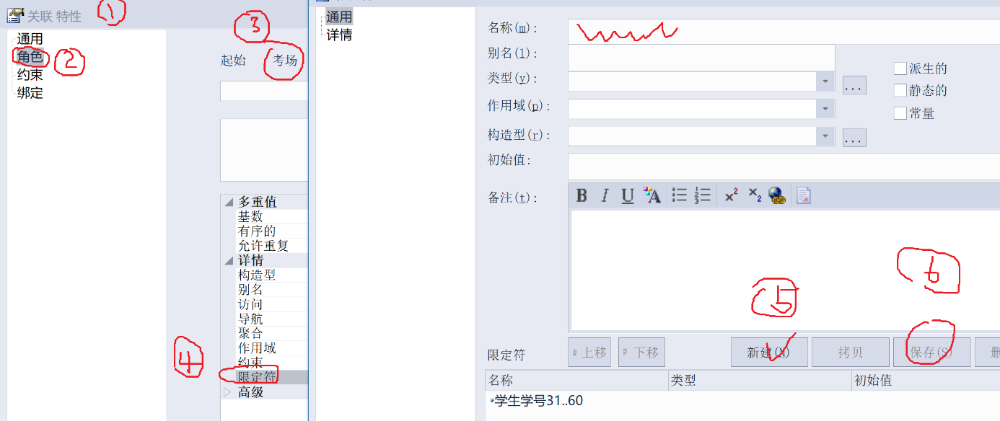 关联 特性
1
通用
角色
2
约束
绑定
3
起始 考场
多重值
基数
有序的
允许重复
详情
构造型
别名
访问
导航
聚合
作用域
约束
4
限定符
高级
通用
详情
名称(m):
别名(l):
类型(y):
...
作用域(p):
构造型(r):
...
初始值:
派生的
静态的
常量
备注(t):
B I U A x² x₂
5
6
限定符
上移 下移 新建(N) 拷贝 保存(S)
名称 类型 初始值
学生学号31..60